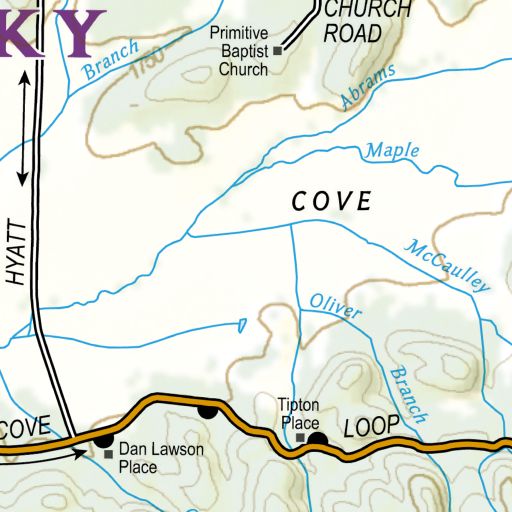 KY
CHURCH
ROAD
Primitive
Baptist
Church
Branch
1780
Abrams
Maple
COVE
HYATT
McCaulley
Oliver
Branch
Tipton
Place
COVE
LOOP
Dan Lawson
Place